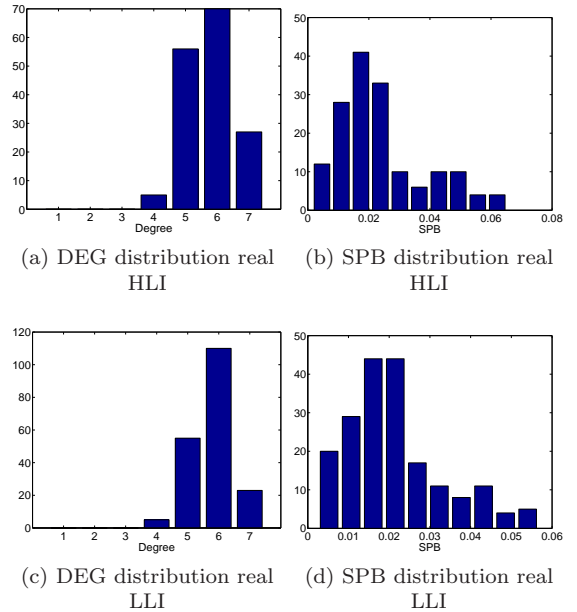 70
60
50
40
30
20
10
0
1 2 3 4 5 6 7
Degree
50
40
30
20
10
0
0 0.02 0.04 0.06 0.08
SPB
(a) DEG distribution real
HLI
(b) SPB distribution real
HLI
120
100
80
60
40
20
0
1 2 3 4 5 6 7
Degree
50
40
30
20
10
0
0 0.01 0.02 0.03 0.04 0.05 0.06
SPB
(c) DEG distribution real
LLI
(d) SPB distribution real
LLI